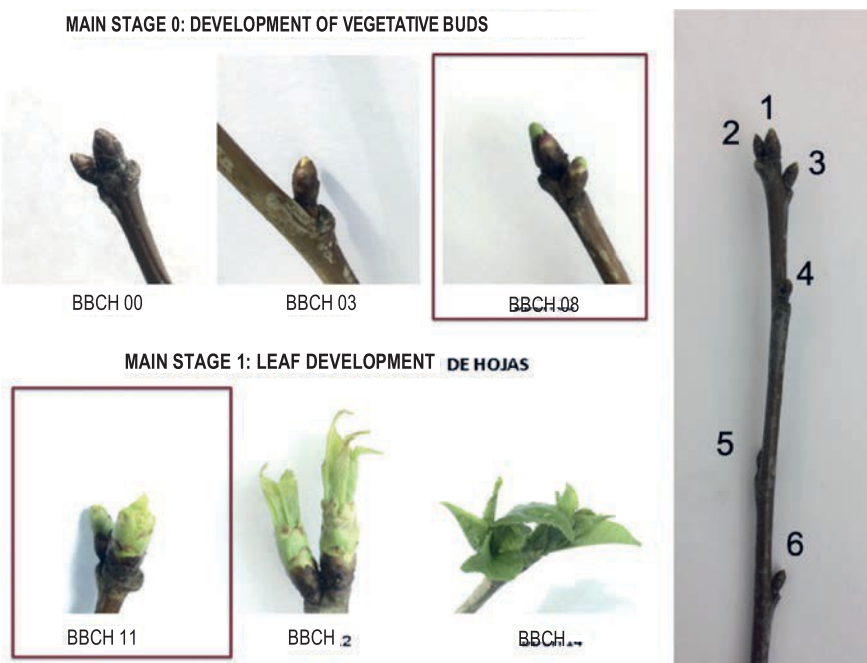 MAIN STAGE 0: DEVELOPMENT OF VEGETATIVE BUDS
BBCH 00
BBCH 03
BBCH 08
MAIN STAGE 1: LEAF DEVELOPMENT DE HOJAS
BBCH 11
BBCH .2
BBCH
1
2
3
4
5
6